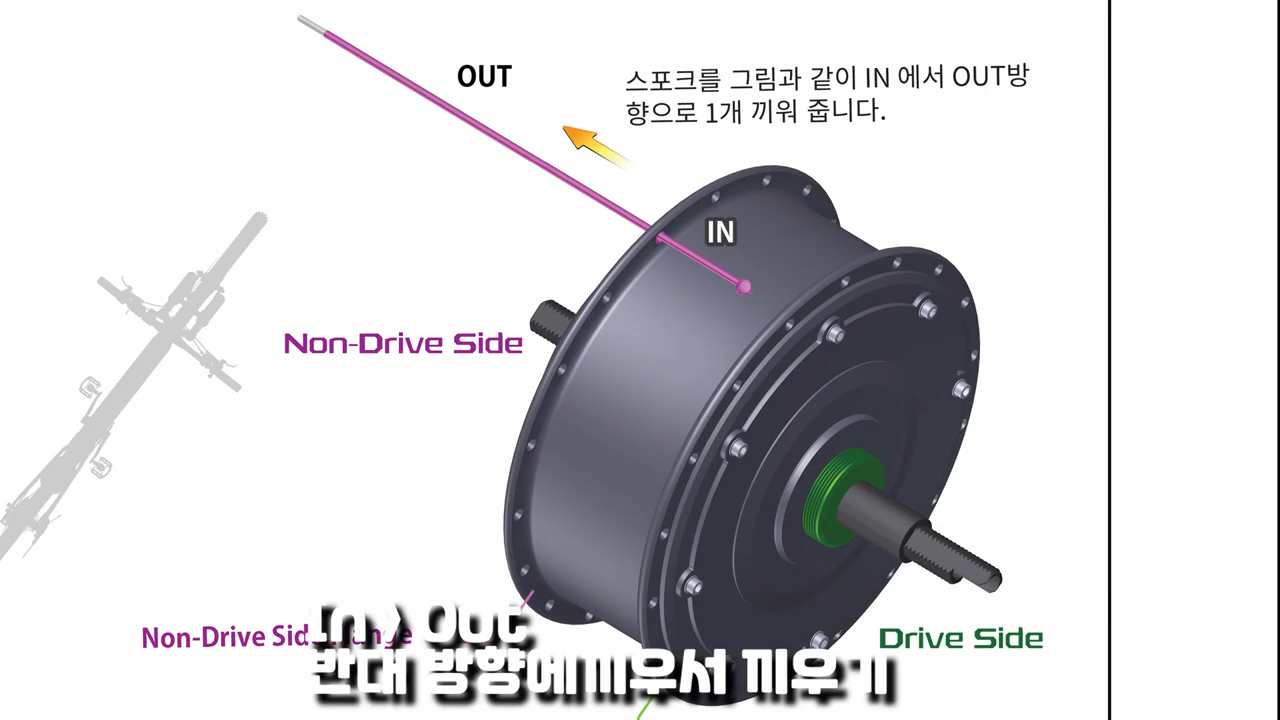 OUT
스포크를 그림과 같이 IN 에서 OUT방
향으로 1개 끼워 줍니다.
IN
Non-Drive Side
Non-Drive
Drive Side
In > Out
반대 방향에끼우서 끼우기